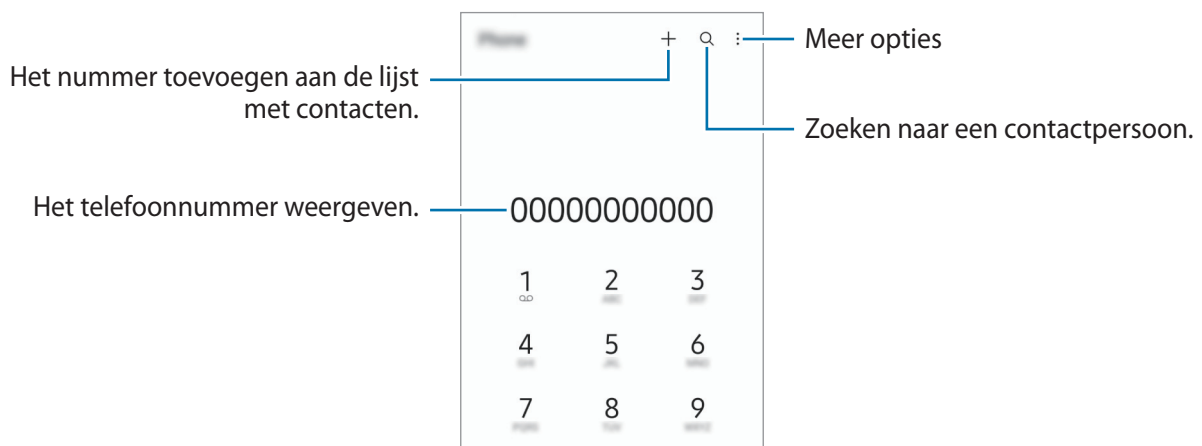 Meer opties
Het nummer toevoegen aan de lijst
met contacten.
Zoeken naar een contactpersoon.
Het telefoonnummer weergeven.
00000000000
1 2 3
4 5 6
7 8 9